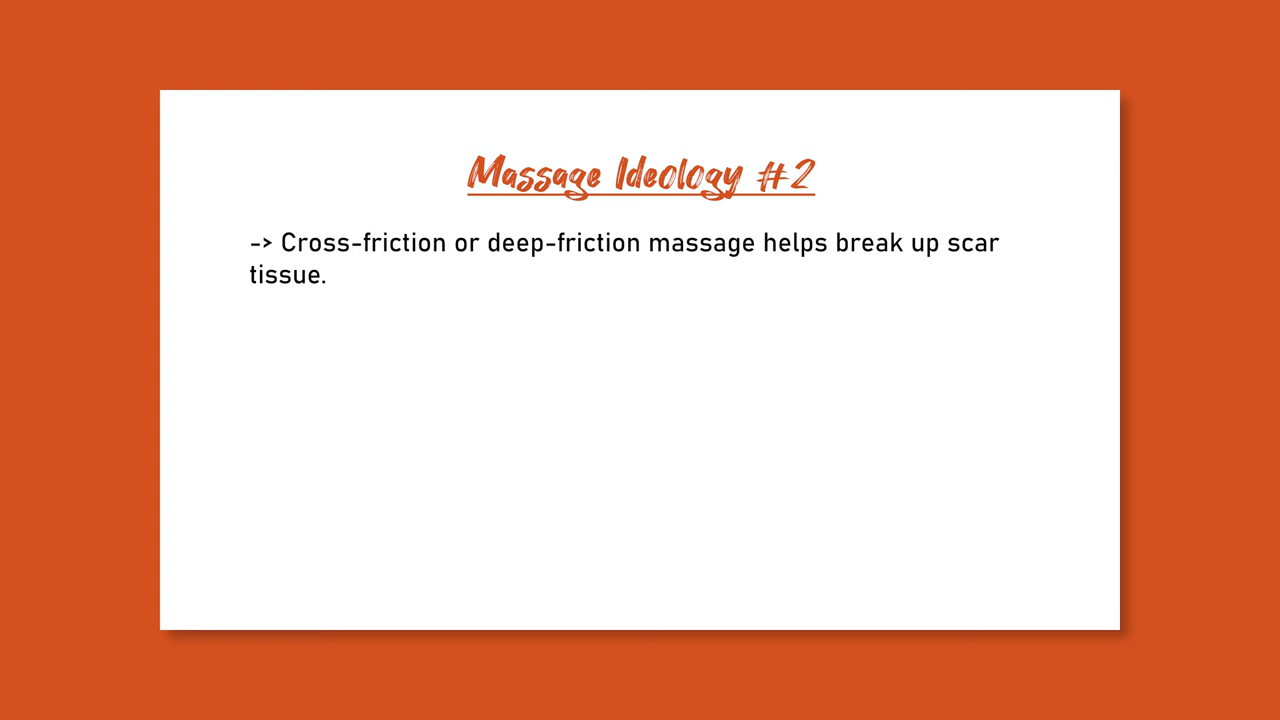 Massage Ideology #2
-> Cross-friction or deep-friction massage helps break up scar
tissue.